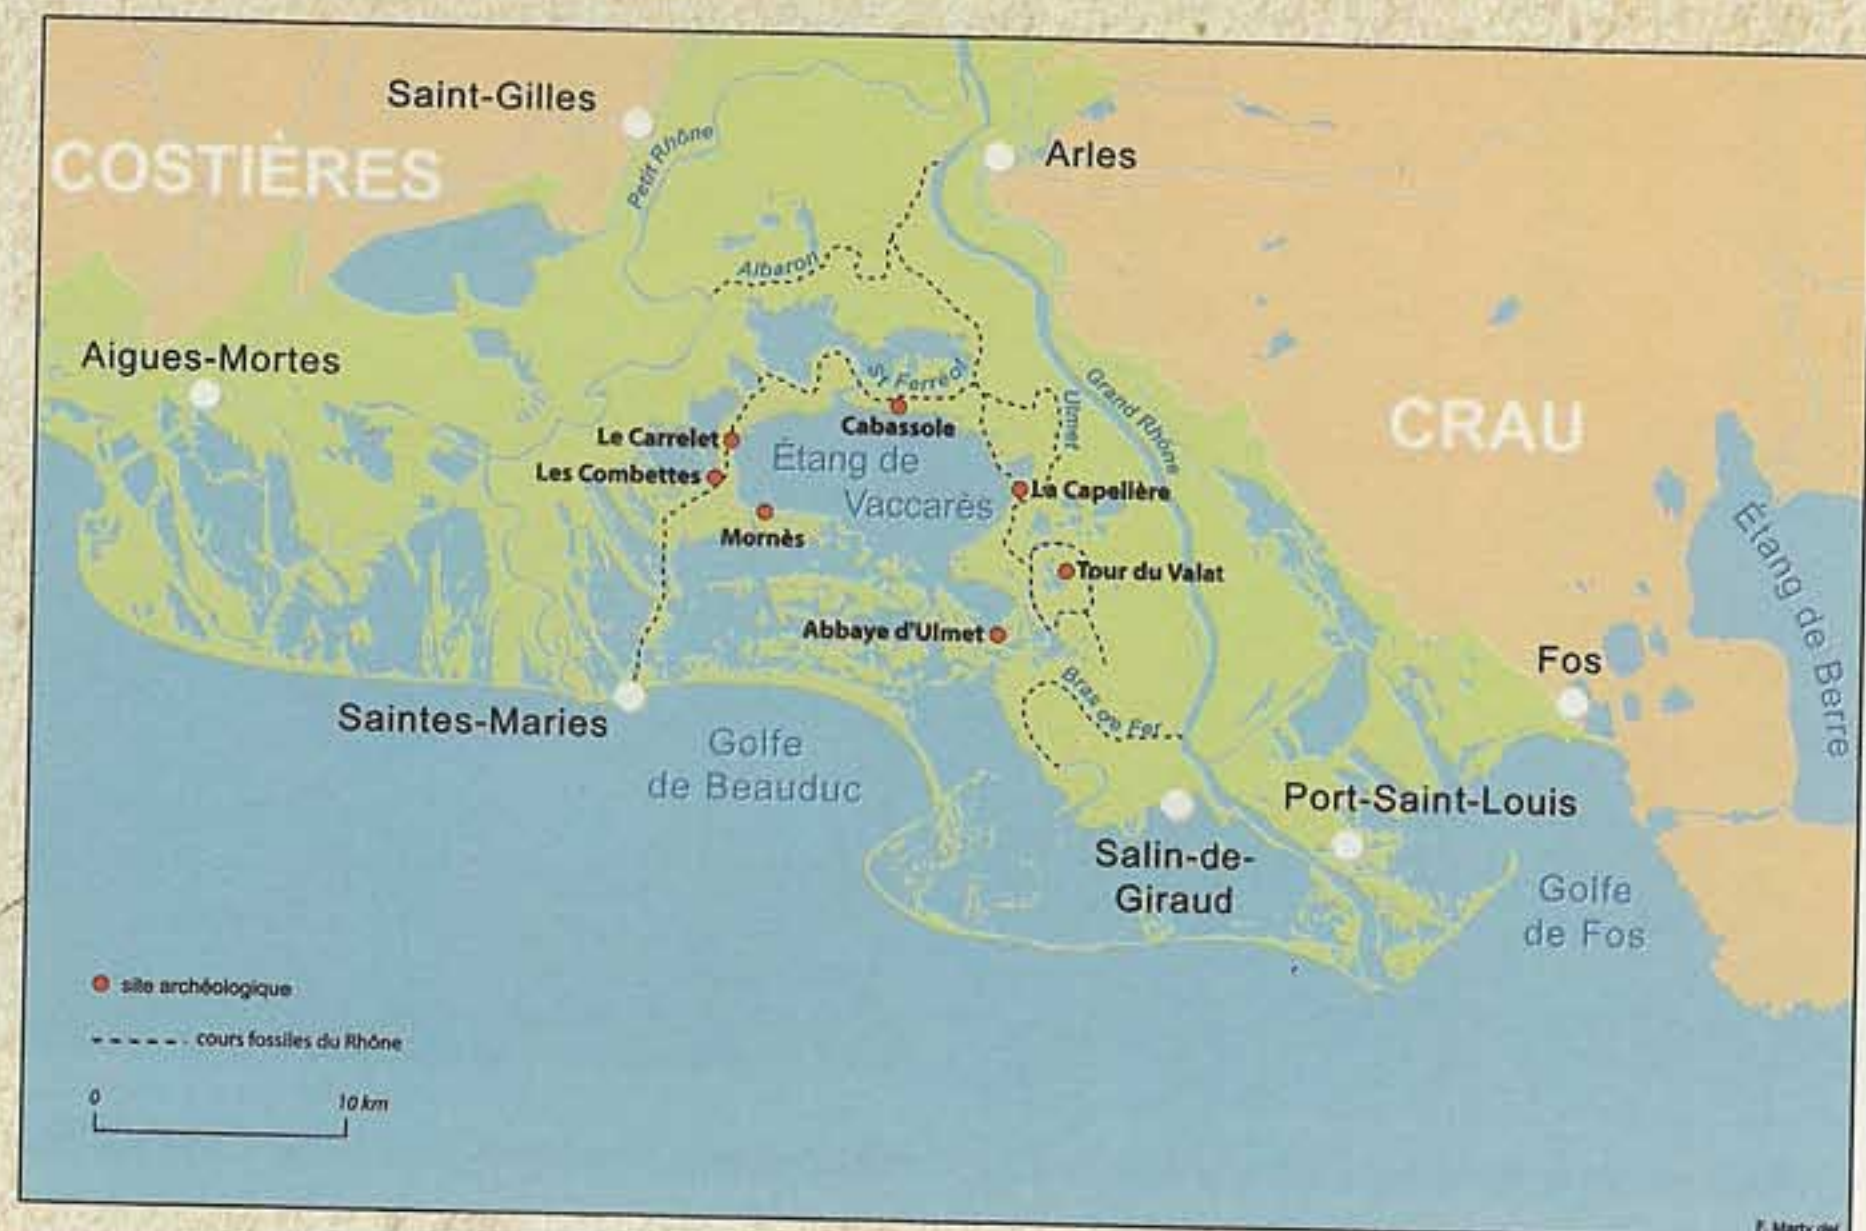 Saint-Gilles
COSTIÈRES
Petit Rhône
Arles
Albaron
Aigues-Mortes
St Ferréol
Grand Rhône
Ulmet
CRAU
Le Carrelet
Cabassole
Étang de
Vaccarès
Les Combettes
La Capelière
Mornès
Étang de Berre
Tour du Valat
Abbaye d'Ulmet
Fos
Bras de Fer
Saintes-Maries
Golfe
de Beauduc
Port-Saint-Louis
Salin-de-
Giraud
Golfe
de Fos
site archéologique
cours fossiles du Rhône
0 10 km
F. Marty del.